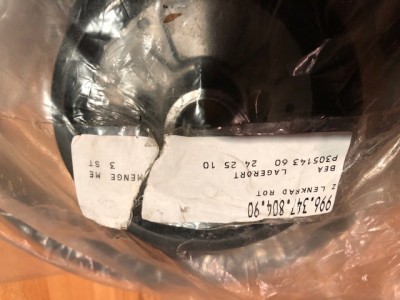 996.347.804.90
Z LENKRAD ROT
BEA LAGERORT MENGE ME
P305143 60 24 25 10 3 ST